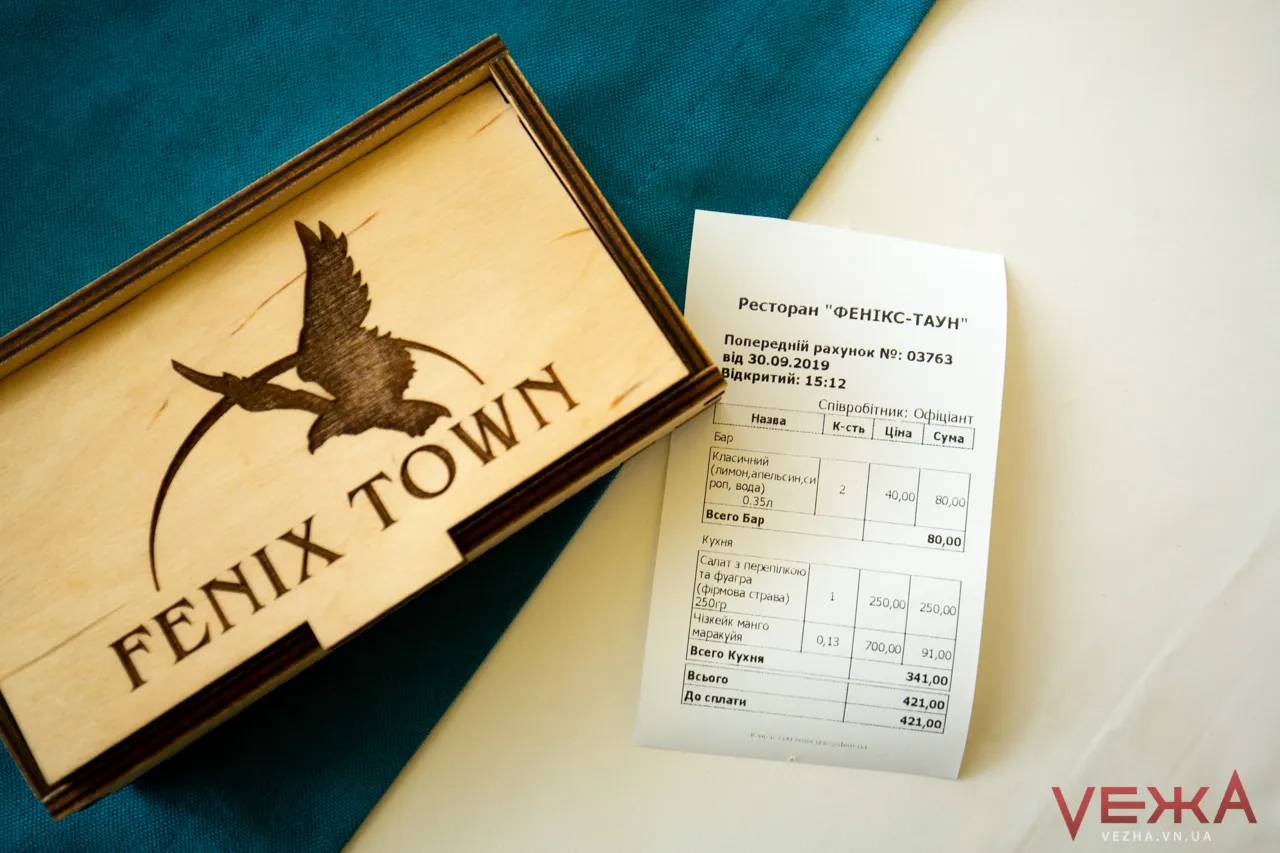 FENIX TOWN
Ресторан "ФЕНІКС-ТАУН"
Попередній рахунок №: 03763
від 30.09.2019
Відкритий: 15:12
Співробітник: Офіціант
Назва К-сть Ціна Сума
Бар
Класичний
(лимон,апельсин,си
роп, вода) 2 40,00 80,00
0.35л
Всего Бар
80,00
Кухня
Салат з перепілкою
та фуагра
(фірмова страва) 1 250,00 250,00
250гр
Чізкейк манго
маракуйя 0,13 700,00 91,00
Всего Кухня
341,00
Всього 421,00
До сплати 421,00
VЕЖА
VEZHA.VN.UA